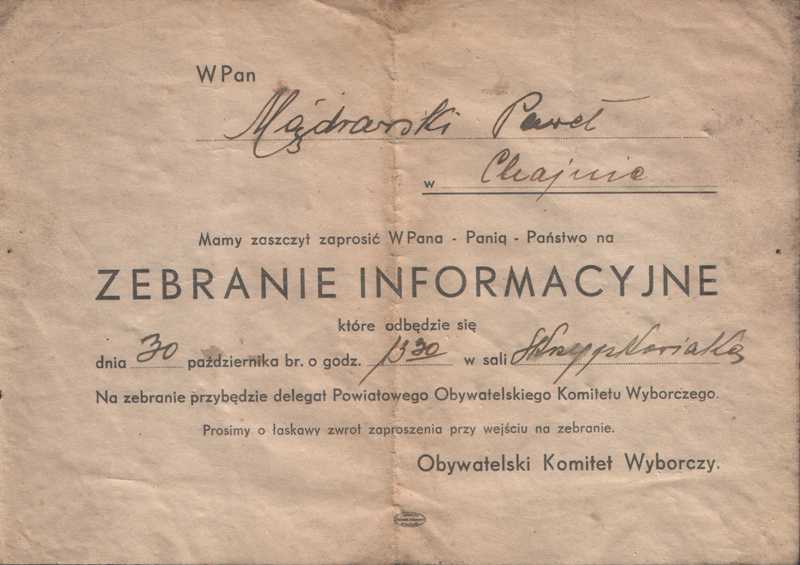 WPan
Mądrawski Paweł
w Chajnie
Mamy zaszczyt zaprosić WPana - Panią - Państwo na
ZEBRANIE INFORMACYJNE
które odbędzie się
dnia 30 października br. o godz. 13 30 w sali
Na zebranie przybędzie delegat Powiatowego Obywatelskiego Komitetu Wyborczego.
Prosimy o łaskawy zwrot zaproszenia przy wejściu na zebranie.
Obywatelski Komitet Wyborczy.